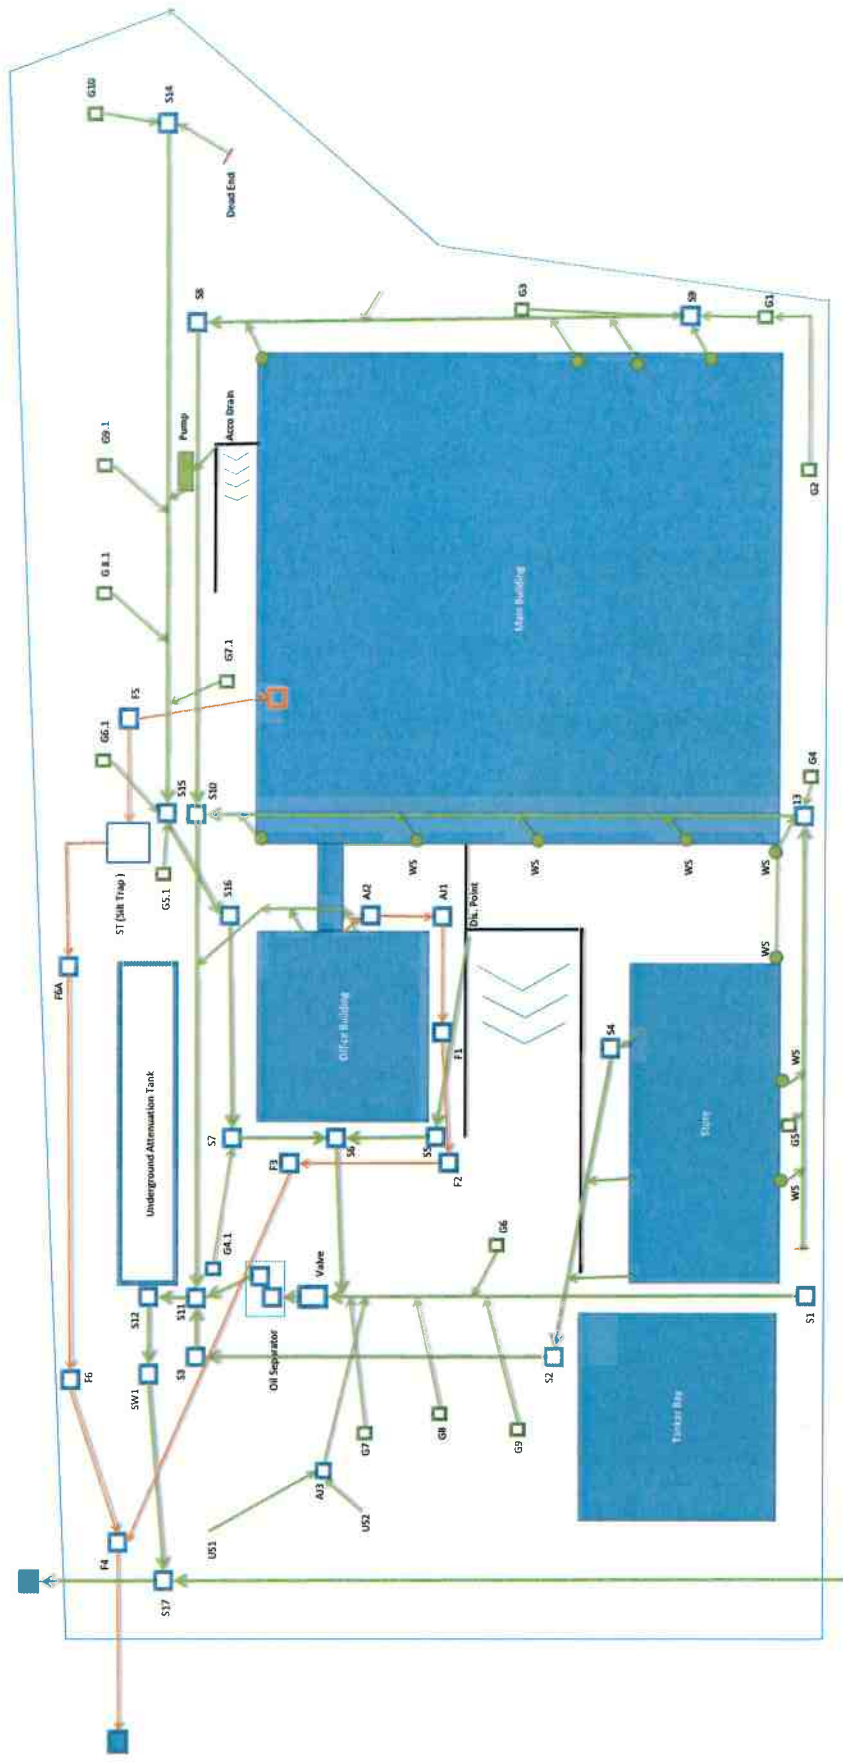 G10
S14
Dead End
S8
G3
S9
G1
G9.1
Pump
Acco Drain
G2
G8.1
G7.1
Main Building
F5
G6.1
S15
S10
G4
13
ST (Silt Trap )
G5.1
S16
WS
WS
WS
WS
AJ2
AJ1
Dis. Point
F6A
WS
Underground Attenuation Tank
Office Building
F1
S4
WS
Store
G5
WS
S7
S6
S5
F3
F2
G4.1
Valve
G6
S12
S11
S1
Oil Separator
F6
SW1
S3
S2
Tanker Bay
G7
G8
G9
AJ3
US1
US2
F4
S17